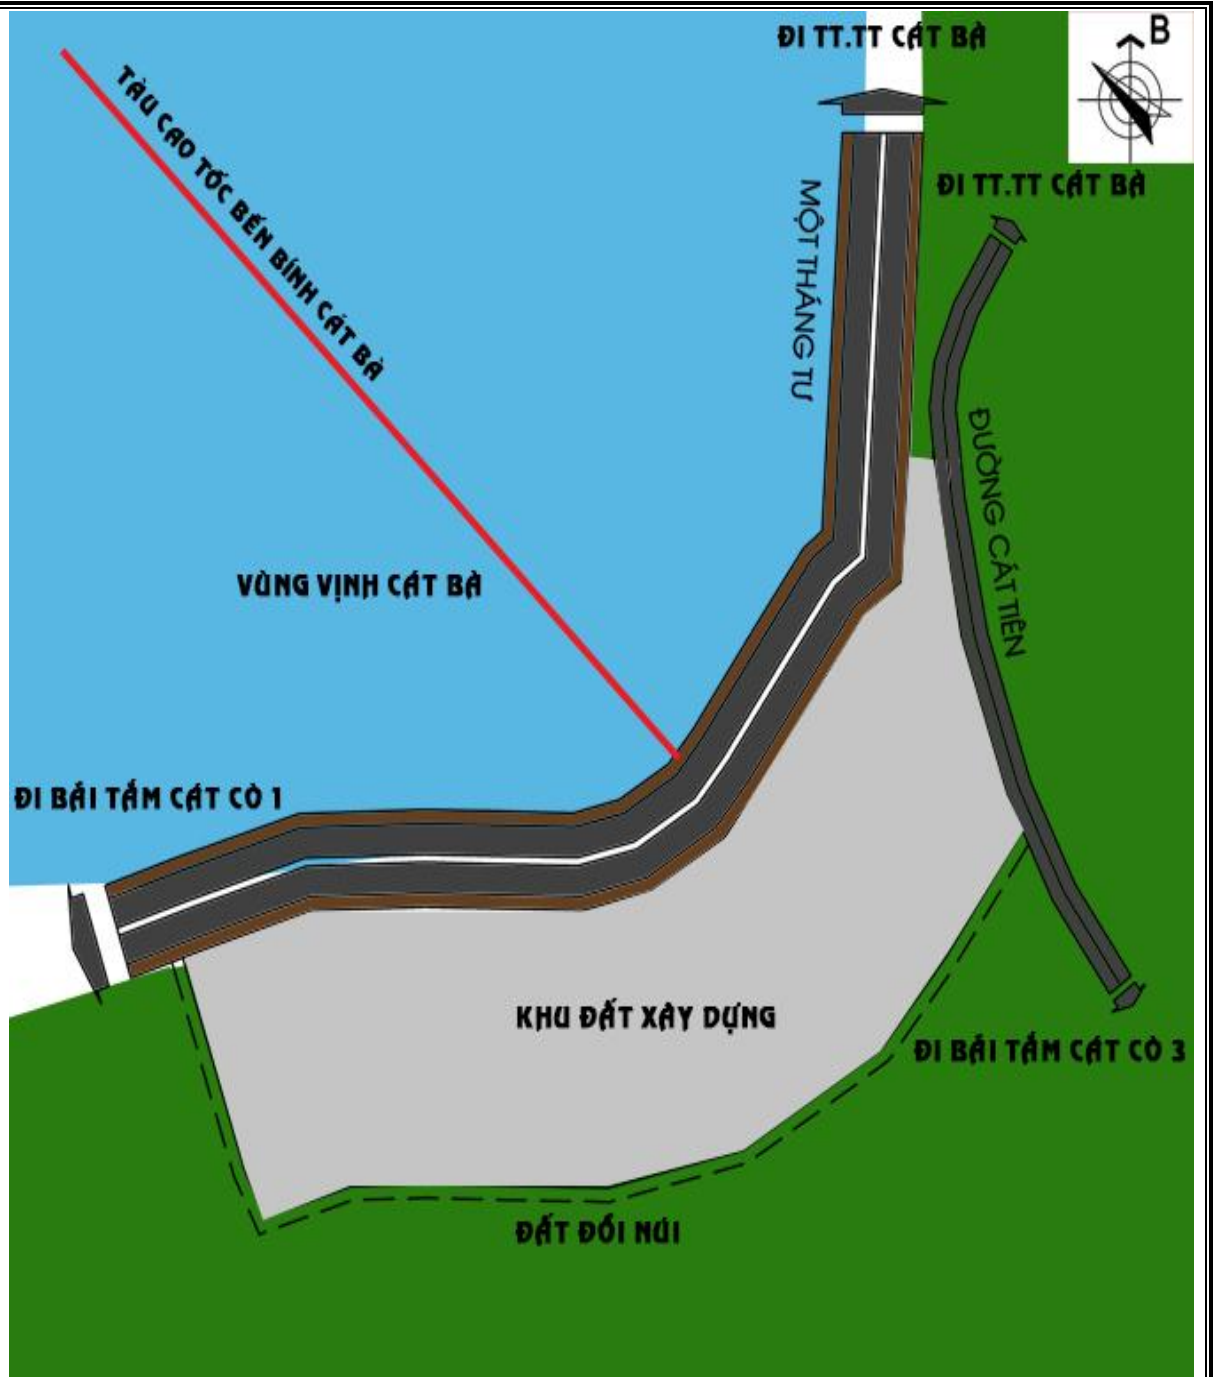 ĐI TT.TT CÁT BÀ
B
TÀU CAO TỐC BẾN BÍNH CÁT BÀ
ĐI TT.TT CÁT BÀ
MỘT THÁNG TƯ
ĐƯỜNG CÁT TIÊN
VÙNG VỊNH CÁT BÀ
ĐI BÃI TẮM CÁT CÒ 1
KHU ĐẤT XÂY DỰNG
ĐI BÃI TẮM CÁT CÒ 3
ĐẤT ĐỒI NÚI